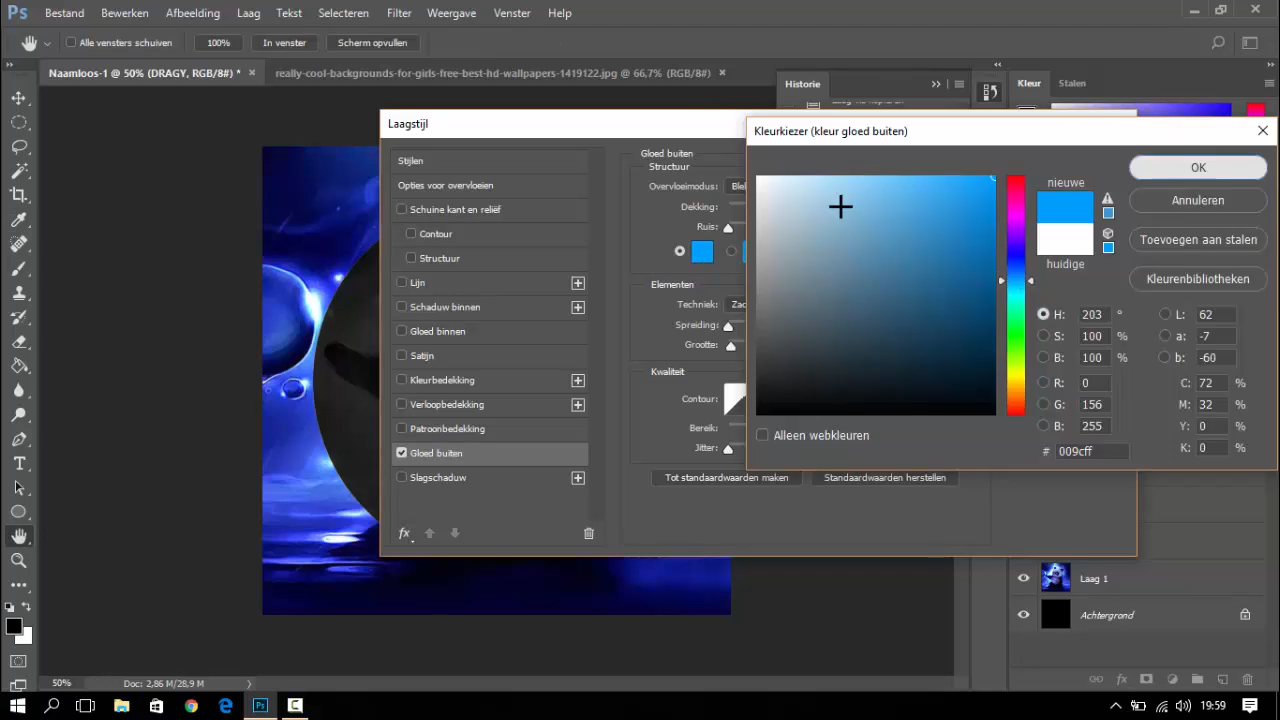 Ps Bestand Bewerken Afbeelding Laag Tekst Selecteren Filter Weergave Venster Help
Alle vensters schuiven 100% In venster Scherm opvullen
Naamloos-1 @ 50% (DRAGY, RGB/8#) * × really-cool-backgrounds-for-girls-free-best-hd-wallpapers-1419122.jpg @ 66,7% (RGB/8#) ×
Historie
Kleur Stalen
Laagstijl
Stijlen
Opties voor overvloeien
Schuine kant en reliëf
Contour
Structuur
Lijn
Schaduw binnen
Gloed binnen
Satijn
Kleurbedekking
Verloopbedekking
Patroonbedekking
Gloed buiten
Slagschaduw
fx
Gloed buiten
Structuur
Overvloeimodus:
Dekking:
Ruis:
Elementen
Techniek:
Spreiding:
Grootte:
Kwaliteit
Contour:
Bereik:
Jitter:
Tot standaardwaarden maken Standaardwaarden herstellen
Kleurkiezer (kleur gloed buiten)
nieuwe
huidige
OK
Annuleren
Toevoegen aan stalen
Kleurenbibliotheken
H: 203 ° L: 62
S: 100 % a: -7
B: 100 % b: -60
R: 0 C: 72 %
G: 156 M: 32 %
B: 255 Y: 0 %
# 009cff K: 0 %
Alleen webkleuren
Laag 1
Achtergrond
fx
50% Doc: 2,86 M/28,9 M
Ps
19:59